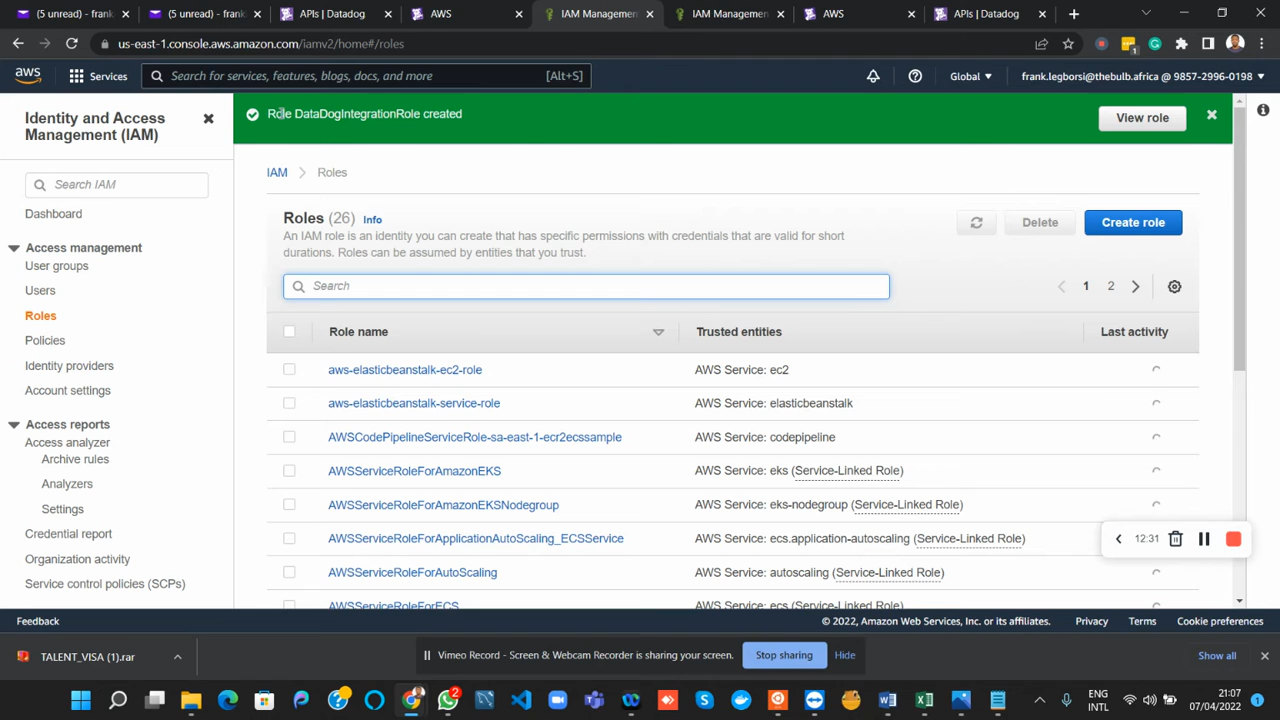 (5 unread) - frank
(5 unread) - frank
APIs | Datadog
AWS
IAM Management
IAM Management
AWS
APIs | Datadog
us-east-1.console.aws.amazon.com/iamv2/home#/roles
1
aws
Services
Search for services, features, blogs, docs, and more
[Alt+S]
Global
frank.legborsi@thebulb.africa @ 9857-2996-0198
Identity and Access
Management (IAM)
Search IAM
Dashboard
Access management
User groups
Users
Roles
Policies
Identity providers
Account settings
Access reports
Access analyzer
Archive rules
Analyzers
Settings
Credential report
Organization activity
Service control policies (SCPs)
Role DataDogIntegrationRole created
View role
IAM
Roles
Roles (26) Info
An IAM role is an identity you can create that has specific permissions with credentials that are valid for short
durations. Roles can be assumed by entities that you trust.
Delete
Create role
Search
1 2
Role name Trusted entities Last activity
aws-elasticbeanstalk-ec2-role AWS Service: ec2
aws-elasticbeanstalk-service-role AWS Service: elasticbeanstalk
AWSCodePipelineServiceRole-sa-east-1-ecr2ecssample AWS Service: codepipeline
AWSServiceRoleForAmazonEKS AWS Service: eks (Service-Linked Role)
AWSServiceRoleForAmazonEKSNodegroup AWS Service: eks-nodegroup (Service-Linked Role)
AWSServiceRoleForApplicationAutoScaling_ECSService AWS Service: ecs.application-autoscaling (Service-Linked Role)
AWSServiceRoleForAutoScaling AWS Service: autoscaling (Service-Linked Role)
AWSServiceRoleForECS AWS Service: ecs (Service-Linked Role)
12:31
Feedback
© 2022, Amazon Web Services, Inc. or its affiliates.
Privacy
Terms
Cookie preferences
TALENT_VISA (1).rar
Vimeo Record - Screen & Webcam Recorder is sharing your screen.
Stop sharing
Hide
Show all
2
ENG
INTL
21:07
07/04/2022